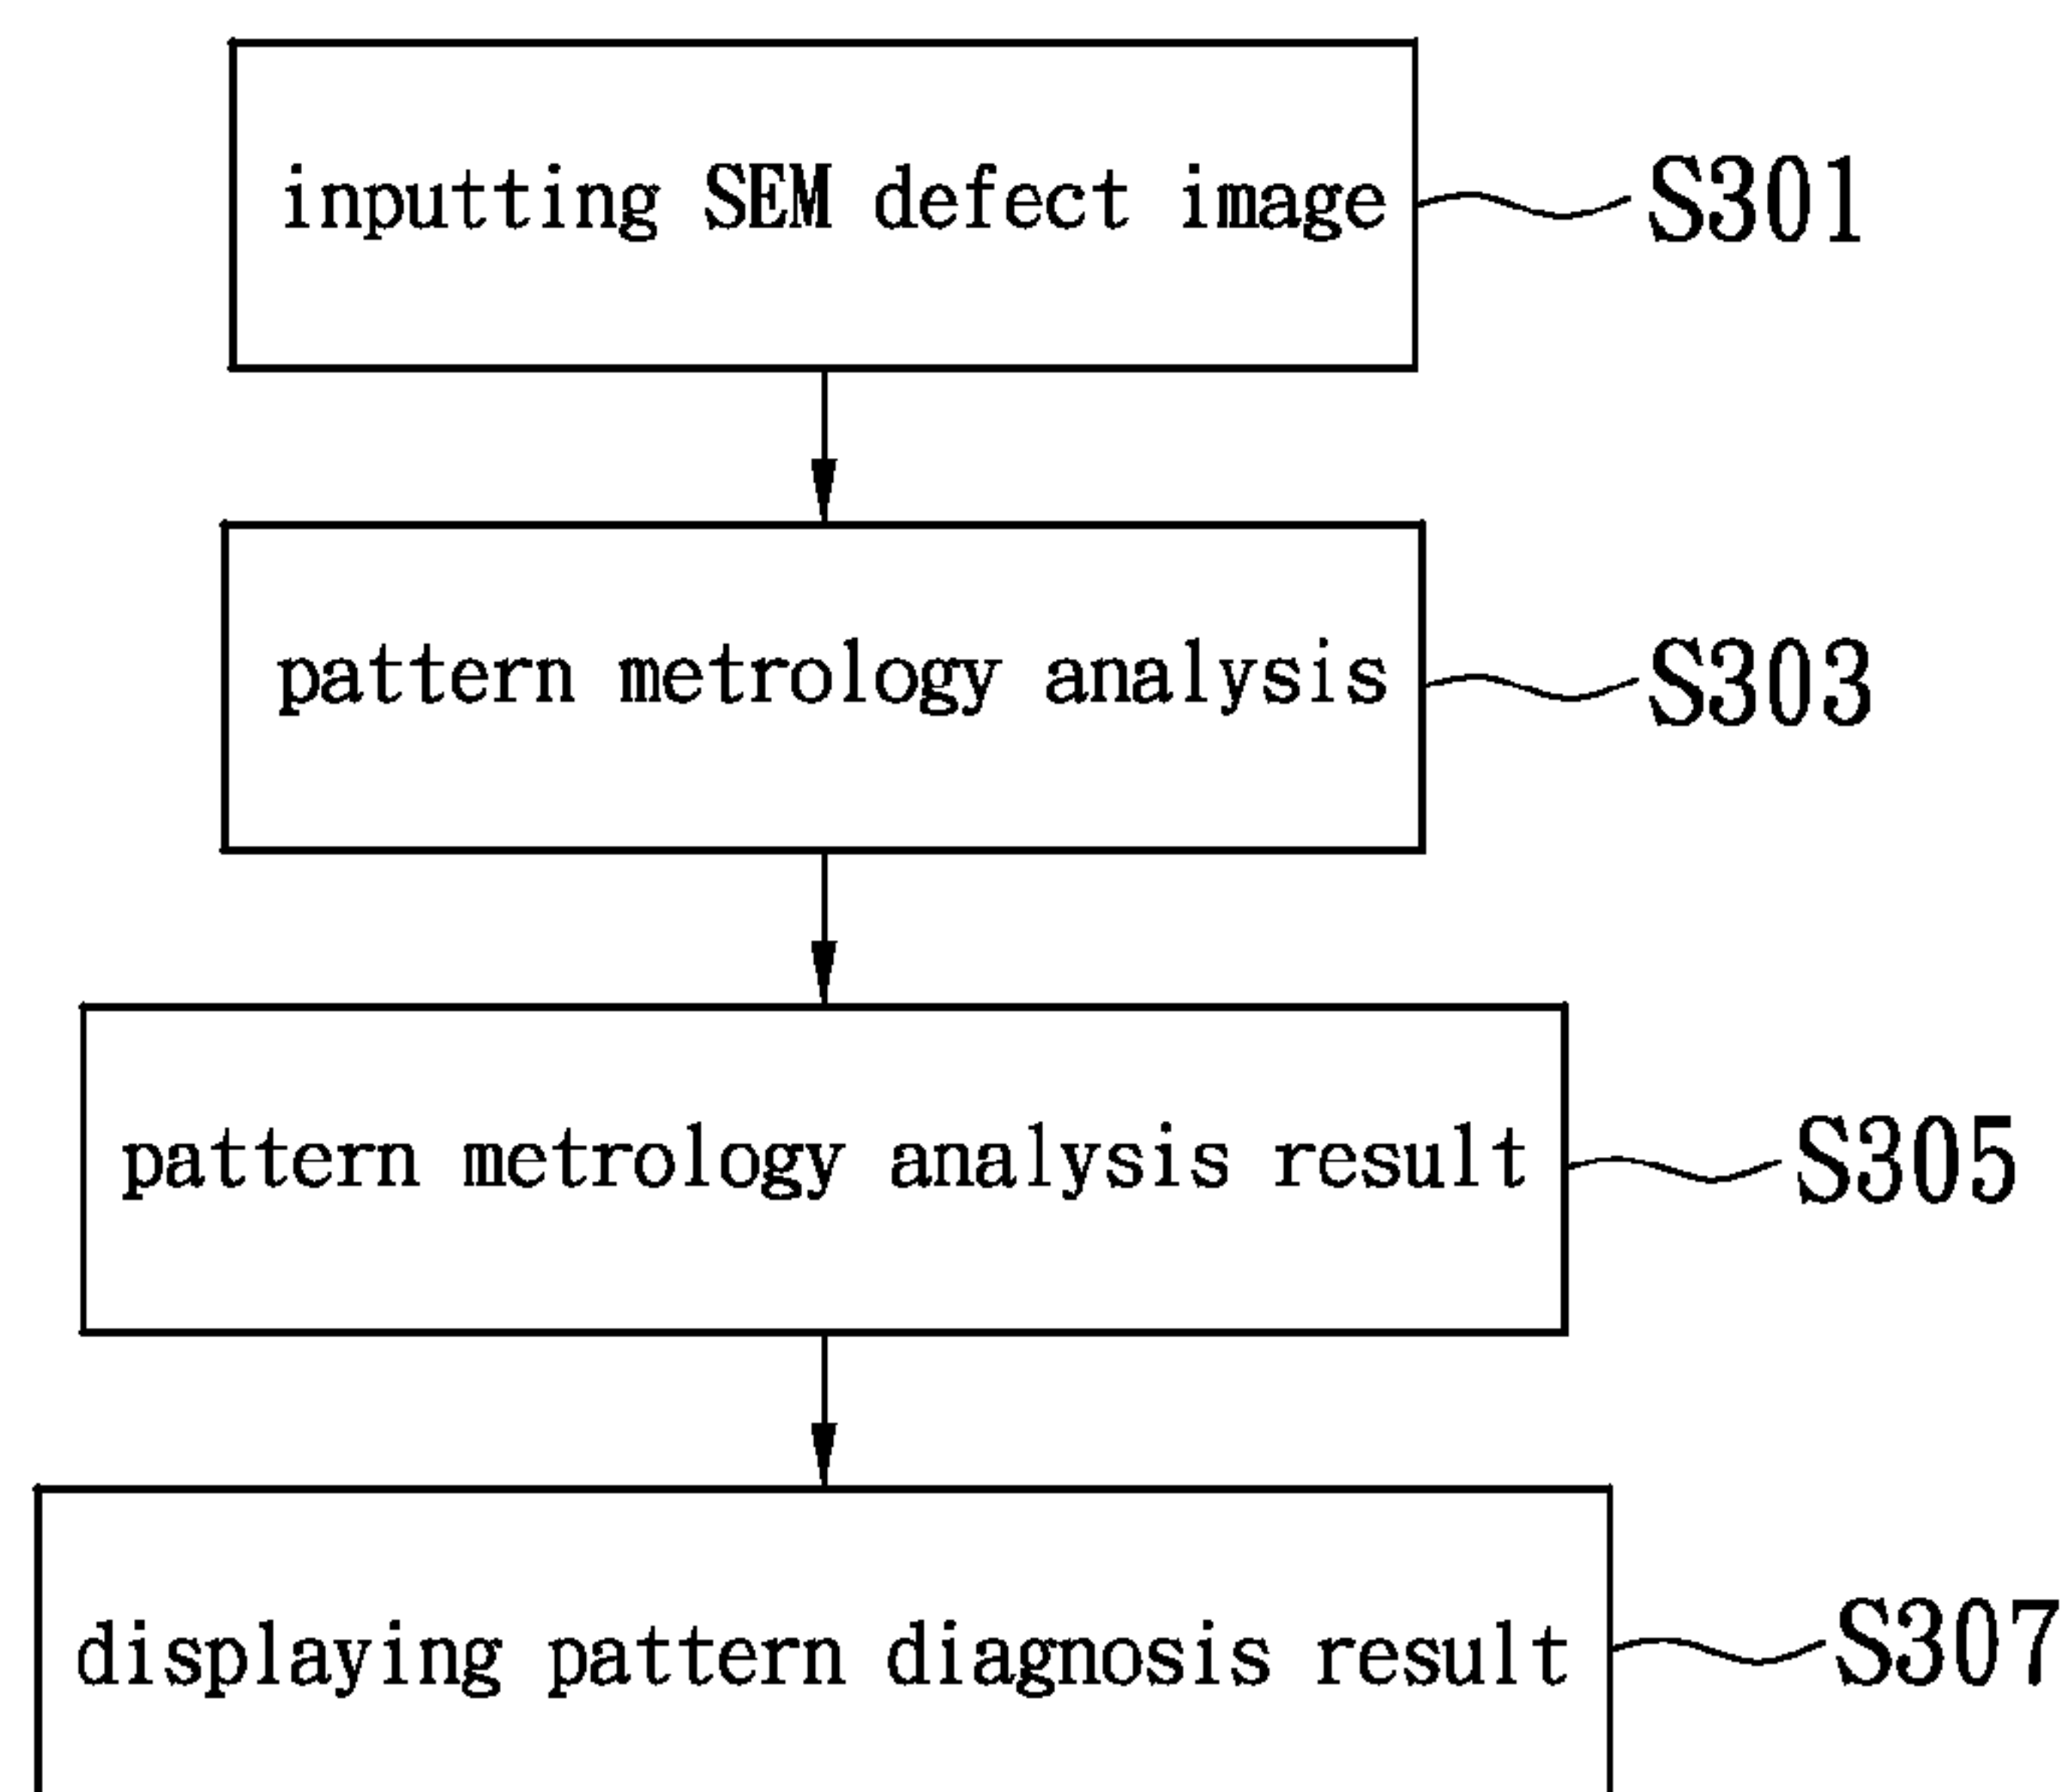 inputting SEM defect image S301
pattern metrology analysis S303
pattern metrology analysis result S305
displaying pattern diagnosis result S307